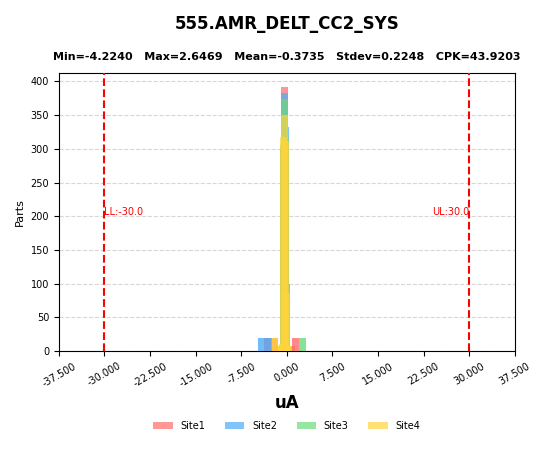 555.AMR_DELT_CC2_SYS
Min=-4.2240 Max=2.6469 Mean=-0.3735 Stdev=0.2248 CPK=43.9203
400
350
300
250
200
150
100
50
0
Parts
LL:-30.0
UL:30.0
-37.500
-30.000
-22.500
-15.000
-7.500
0.000
7.500
15.000
22.500
30.000
37.500
uA
Site1
Site2
Site3
Site4